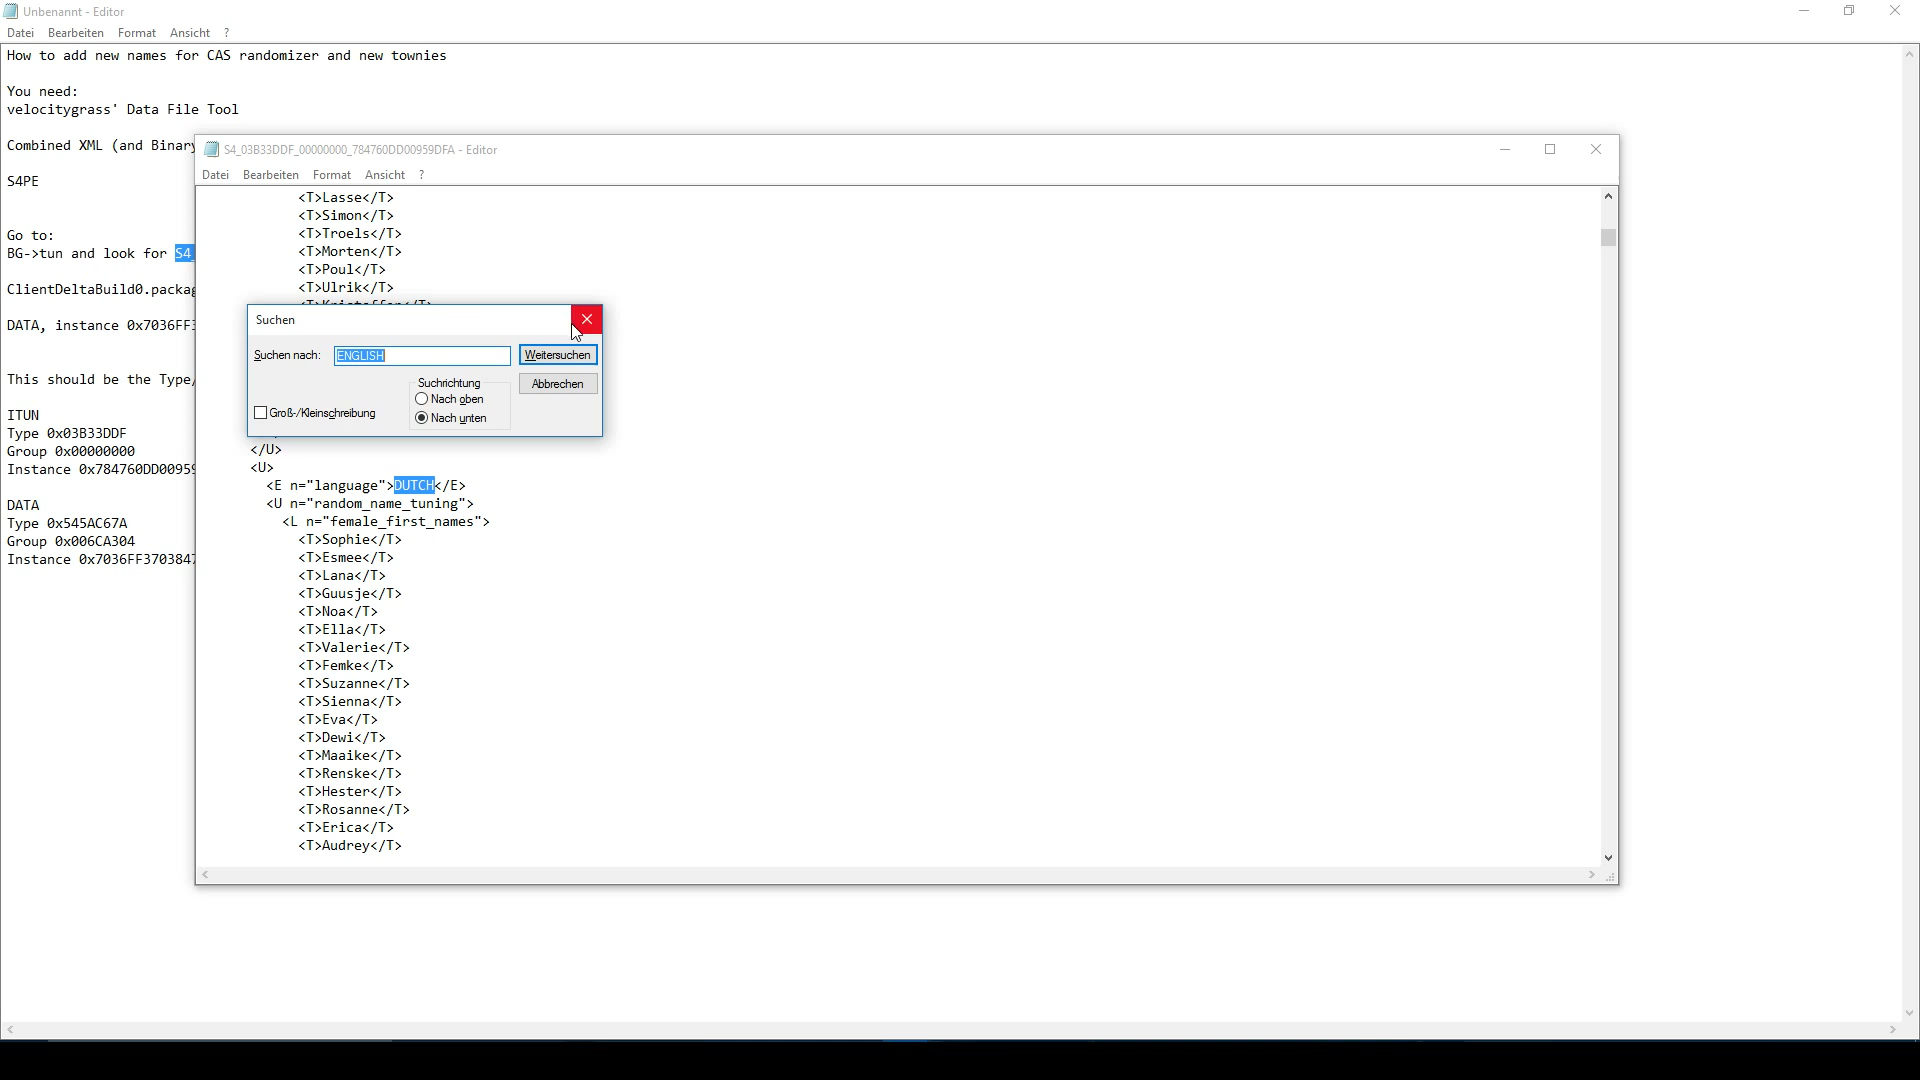 Unbenannt - Editor
Datei Bearbeiten Format Ansicht ?
How to add new names for CAS randomizer and new townies
You need:
velocitygrass' Data File Tool
Combined XML (and Binary
S4PE
Go to:
BG->tun and look for S4_
ClientDeltaBuild0.packag
DATA, instance 0x7036FF3
This should be the Type/
ITUN
Type 0x03B33DDF
Group 0x00000000
Instance 0x784760DD00959
DATA
Type 0x545AC67A
Group 0x006CA304
Instance 0x7036FF3703847
S4_03B33DDF_00000000_784760DD00959DFA - Editor
Datei Bearbeiten Format Ansicht ?
<T>Lasse</T>
<T>Simon</T>
<T>Troels</T>
<T>Morten</T>
<T>Poul</T>
<T>Ulrik</T>
Suchen
Suchen nach: ENGLISH Weitersuchen
Abbrechen
Suchrichtung
Nach oben
Groß-/Kleinschreibung
Nach unten
</U>
<U>
<E n="language">DUTCH</E>
<U n="random_name_tuning">
<L n="female_first_names">
<T>Sophie</T>
<T>Esmee</T>
<T>Lana</T>
<T>Guusje</T>
<T>Noa</T>
<T>Ella</T>
<T>Valerie</T>
<T>Femke</T>
<T>Suzanne</T>
<T>Sienna</T>
<T>Eva</T>
<T>Dewi</T>
<T>Maaike</T>
<T>Renske</T>
<T>Hester</T>
<T>Rosanne</T>
<T>Erica</T>
<T>Audrey</T>